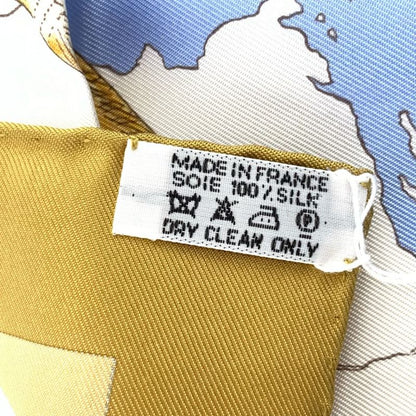 MADE IN FRANCE
SOIE 100% SILK
P
DRY CLEAN ONLY